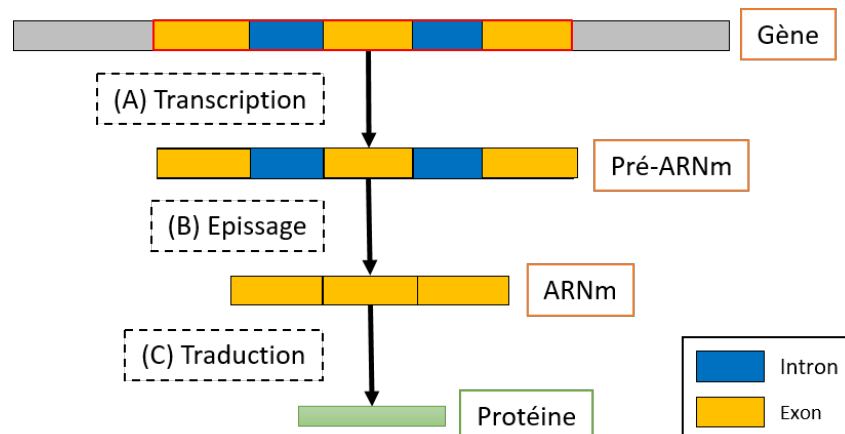 Gène
(A) Transcription
Pré-ARNm
(B) Epissage
ARNm
(C) Traduction
Intron
Protéine
Exon